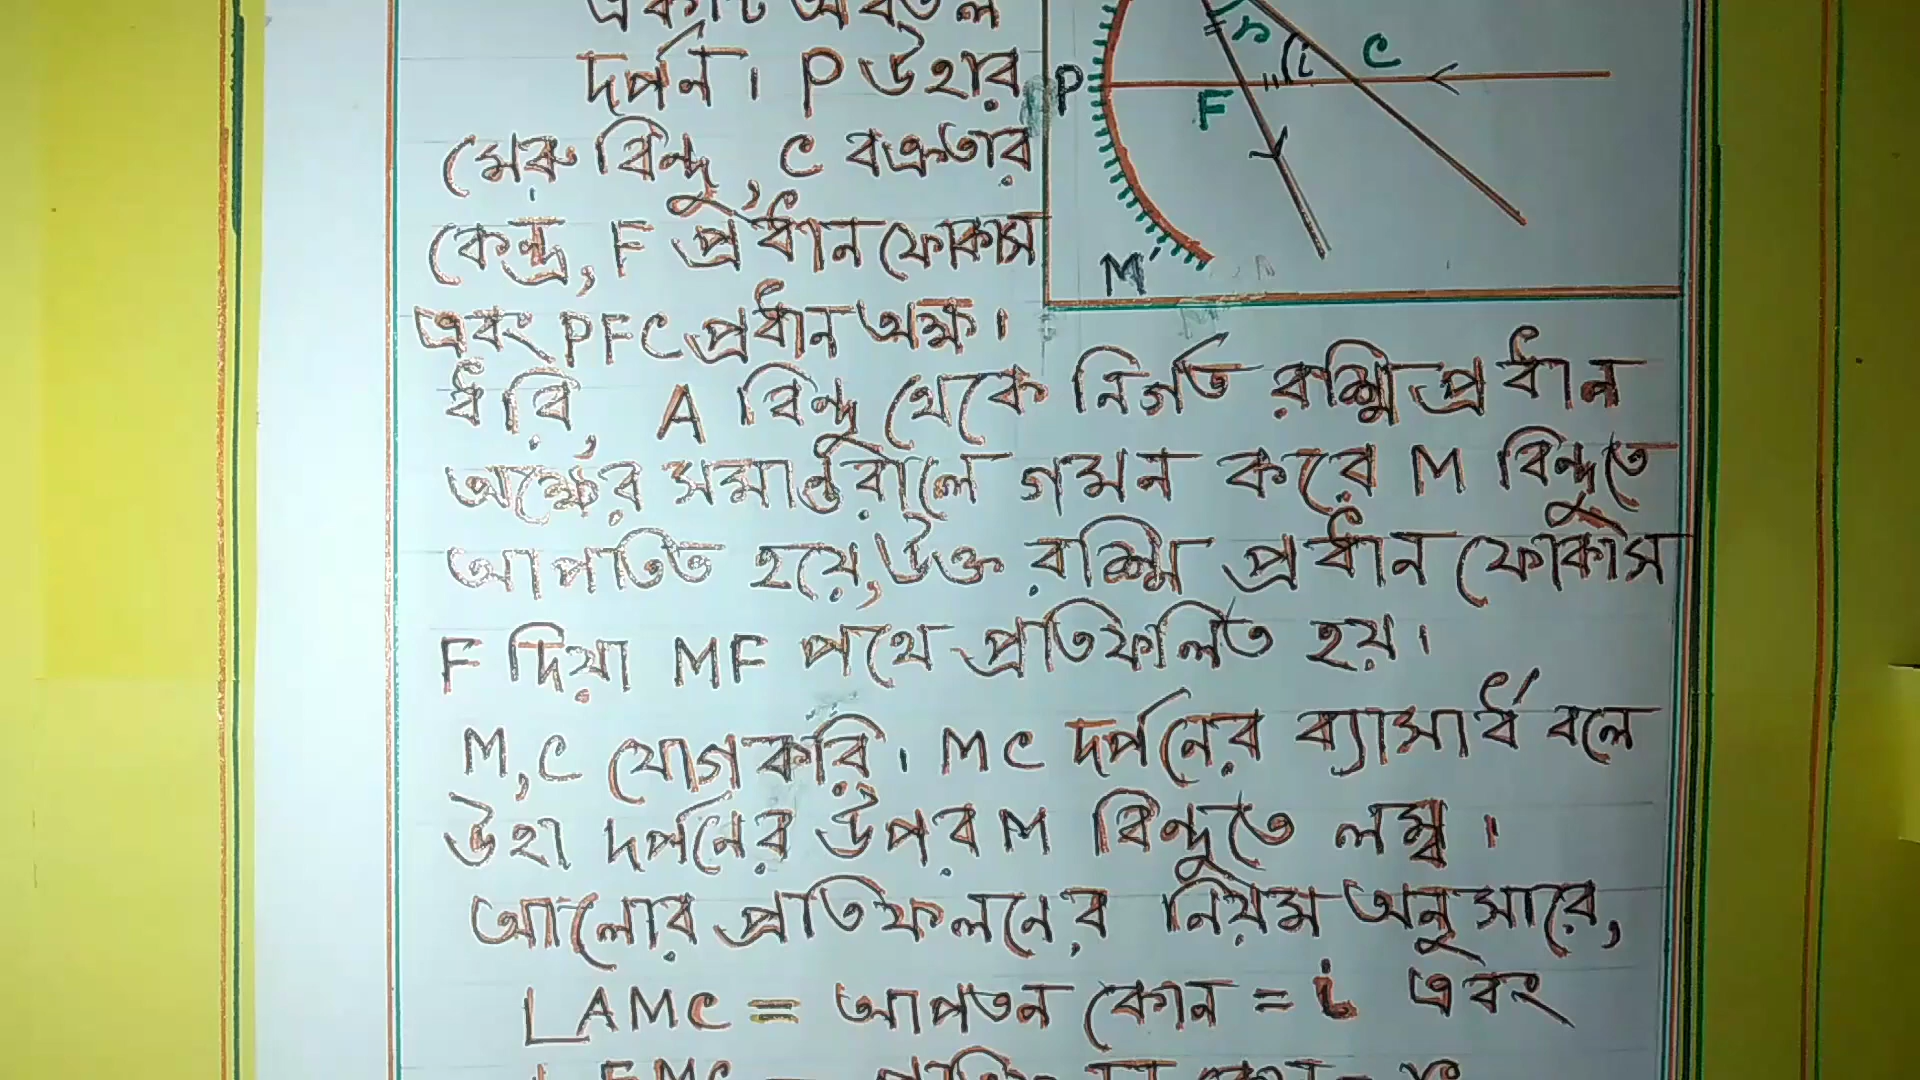 একটি অবতল
দর্পন। P উহার
মেরু বিন্দু, C বক্রতার
কেন্দ্র, F প্রধান ফোকাস
এবং PFC প্রধান অক্ষ।
P
F
r
i
C
M'
ধরি, A বিন্দু থেকে নির্গত রশ্মি প্রধান
অক্ষের সমান্তরালে গমন করে M বিন্দুতে
আপতিত হয়ে, উক্ত রশ্মি প্রধান ফোকাস
F দিয়া MF পথে প্রতিফলিত হয়।
M,C যোগ করি। MC দর্পনের ব্যাসার্ধ বলে
উহা দর্পনের উপর M বিন্দুতে লম্ব।
আলোর প্রতিফলনের নিয়ম অনুসারে,
∟AMC = আপতন কোন = i এবং